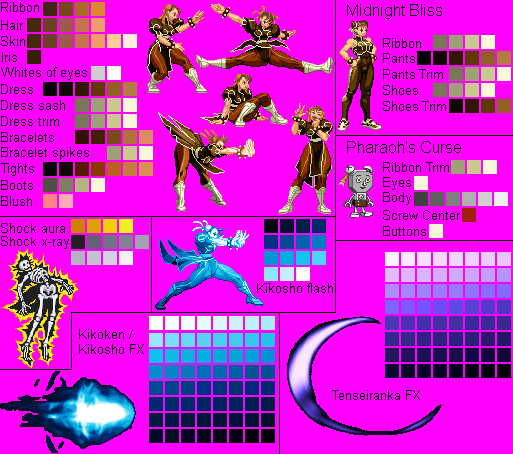 Ribbon
Hair
Skin
Iris
Whites of eyes
Dress
Dress sash
Dress trim
Bracelets
Bracelet spikes
Tights
Boots
Blush
Midnight Bliss
Ribbon
Pants
Pants Trim
Shoes
Shoes Trim
Pharaoh's Curse
Ribbon Trim
Eyes
Body
Screw Center
Buttons
Shock aura
Shock x-ray
Kikosho flash
Kikoken /
Kikosho FX
Tenseiranka FX